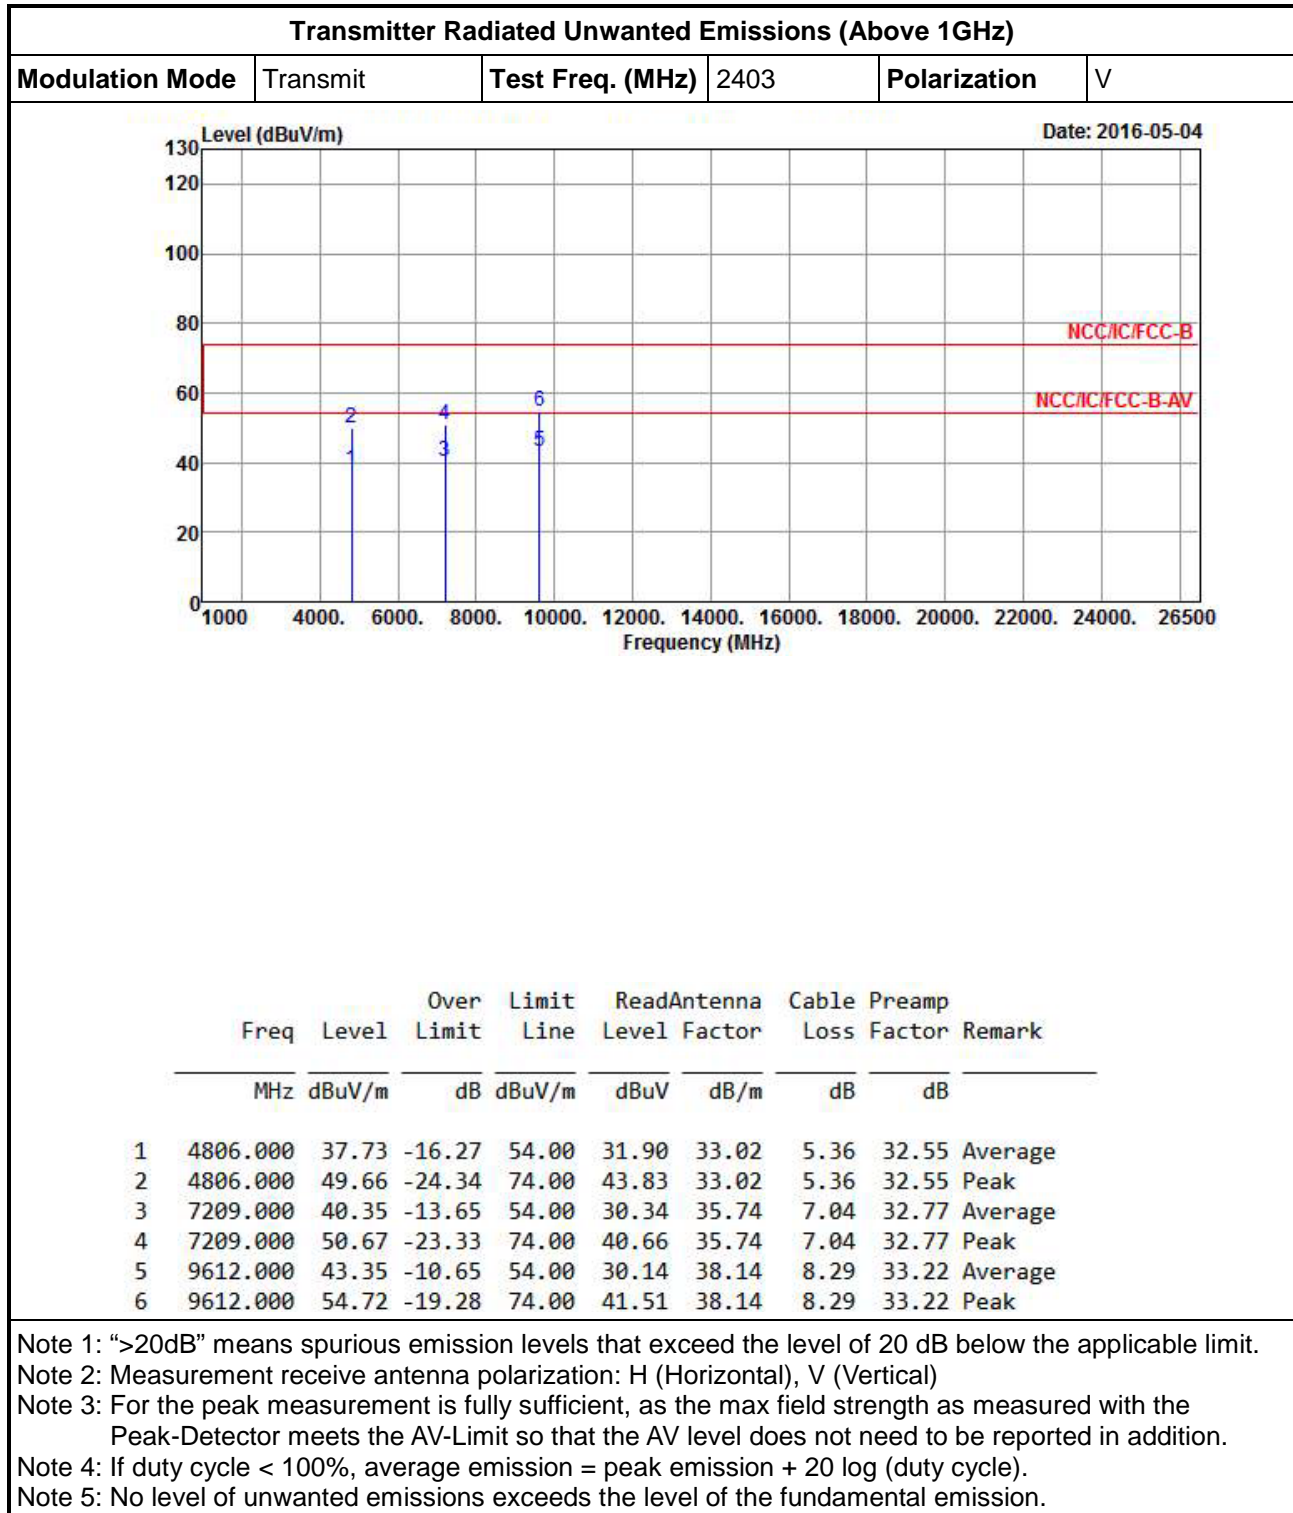 Transmitter Radiated Unwanted Emissions (Above 1GHz)
Modulation Mode Transmit Test Freq. (MHz) 2403 Polarization V
Level (dBuV/m) Date: 2016-05-04
130
120
100
80
NCC/IC/FCC-B
60
6 NCC/IC/FCC-B-AV
2 4
5
1 3
40
20
0
1000 4000. 6000. 8000. 10000. 12000. 14000. 16000. 18000. 20000. 22000. 24000. 26500
Frequency (MHz)
Over Limit ReadAntenna Cable Preamp
Freq Level Limit Line Level Factor Loss Factor Remark
MHz dBuV/m dB dBuV/m dBuV dB/m dB dB
1 4806.000 37.73 -16.27 54.00 31.90 33.02 5.36 32.55 Average
2 4806.000 49.66 -24.34 74.00 43.83 33.02 5.36 32.55 Peak
3 7209.000 40.35 -13.65 54.00 30.34 35.74 7.04 32.77 Average
4 7209.000 50.67 -23.33 74.00 40.66 35.74 7.04 32.77 Peak
5 9612.000 43.35 -10.65 54.00 30.14 38.14 8.29 33.22 Average
6 9612.000 54.72 -19.28 74.00 41.51 38.14 8.29 33.22 Peak
Note 1: “>20dB” means spurious emission levels that exceed the level of 20 dB below the applicable limit.
Note 2: Measurement receive antenna polarization: H (Horizontal), V (Vertical)
Note 3: For the peak measurement is fully sufficient, as the max field strength as measured with the
Peak-Detector meets the AV-Limit so that the AV level does not need to be reported in addition.
Note 4: If duty cycle < 100%, average emission = peak emission + 20 log (duty cycle).
Note 5: No level of unwanted emissions exceeds the level of the fundamental emission.